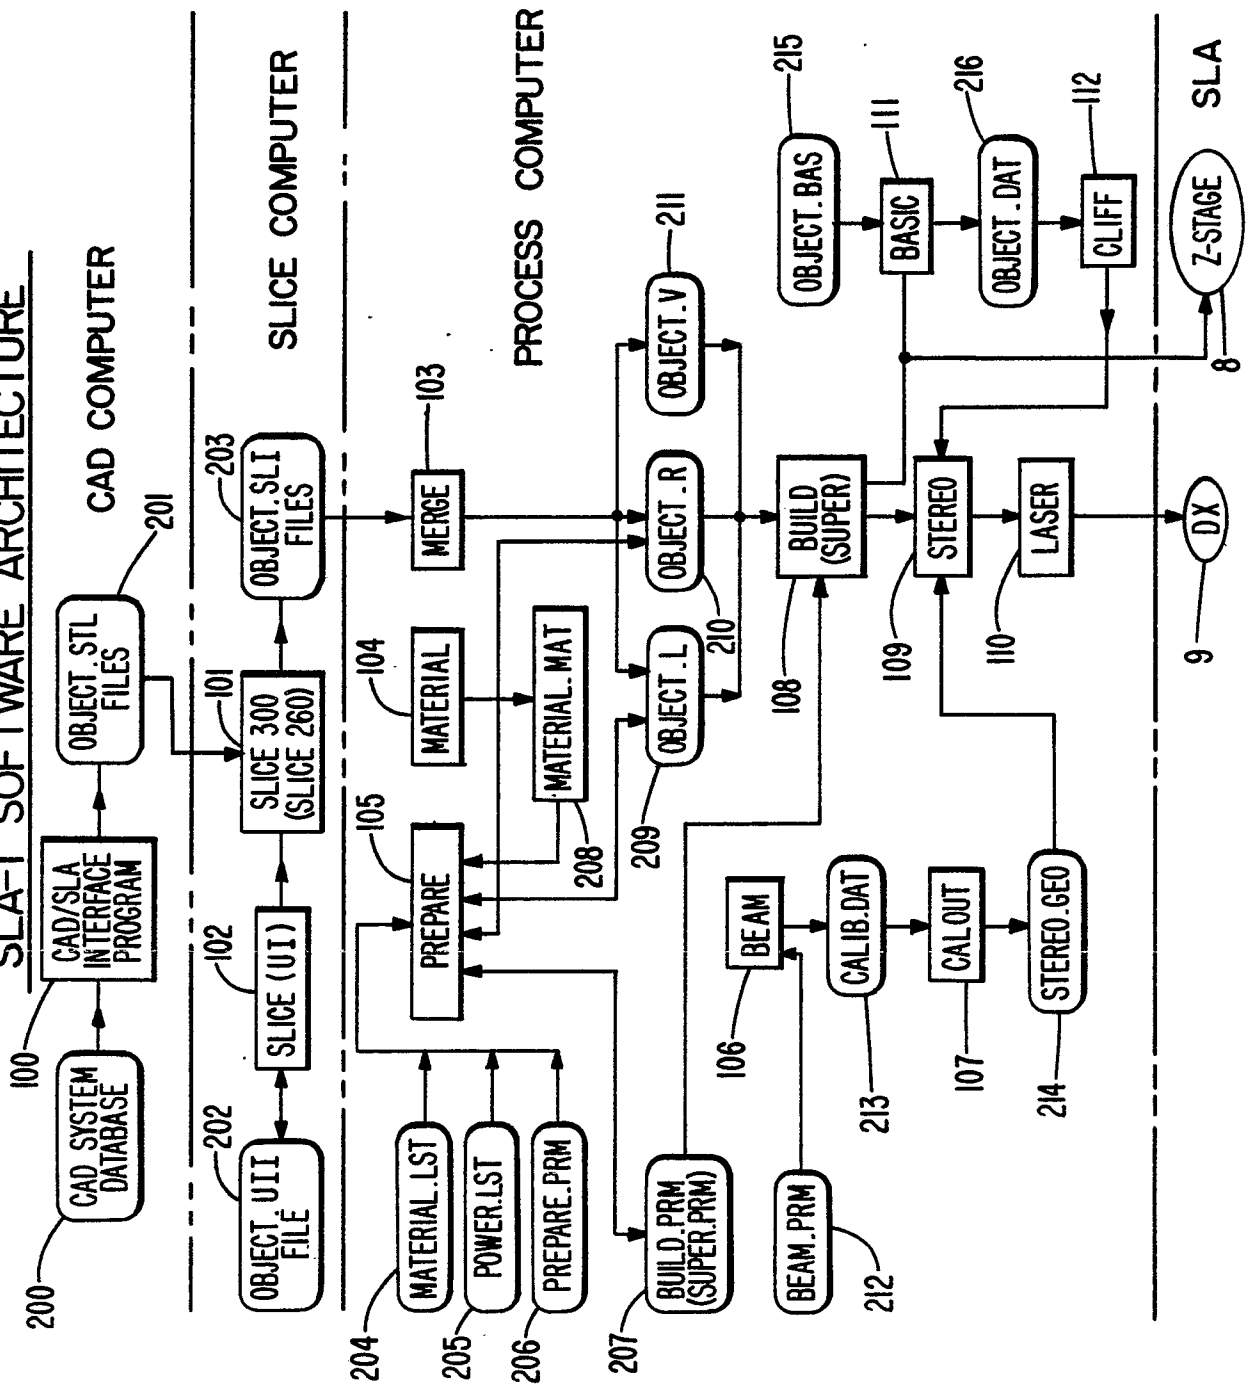 SLA-1 SOFTWARE ARCHITECTURE
CAD COMPUTER
200
CAD SYSTEM
DATABASE
100
CAD/SLA
INTERFACE
PROGRAM
OBJECT.STL
FILES
201
SLICE COMPUTER
202
OBJECT.UII
FILE
102
SLICE (UI)
101
SLICE 300
(SLICE 260)
203
OBJECT.SLI
FILES
PROCESS COMPUTER
204
MATERIAL.LST
205
POWER.LST
206
PREPARE.PRM
105
PREPARE
104
MATERIAL
103
MERGE
208
MATERIAL.MAT
207
BUILD.PRM
(SUPER.PRM)
209
OBJECT.L
210
OBJECT.R
211
OBJECT.V
212
BEAM.PRM
106
BEAM
213
CALIB.DAT
107
CALOUT
214
STEREO.GEO
108
BUILD
(SUPER)
109
STEREO
110
LASER
215
OBJECT.BAS
111
BASIC
216
OBJECT.DAT
112
CLIFF
SLA
9
DX
8
Z-STAGE